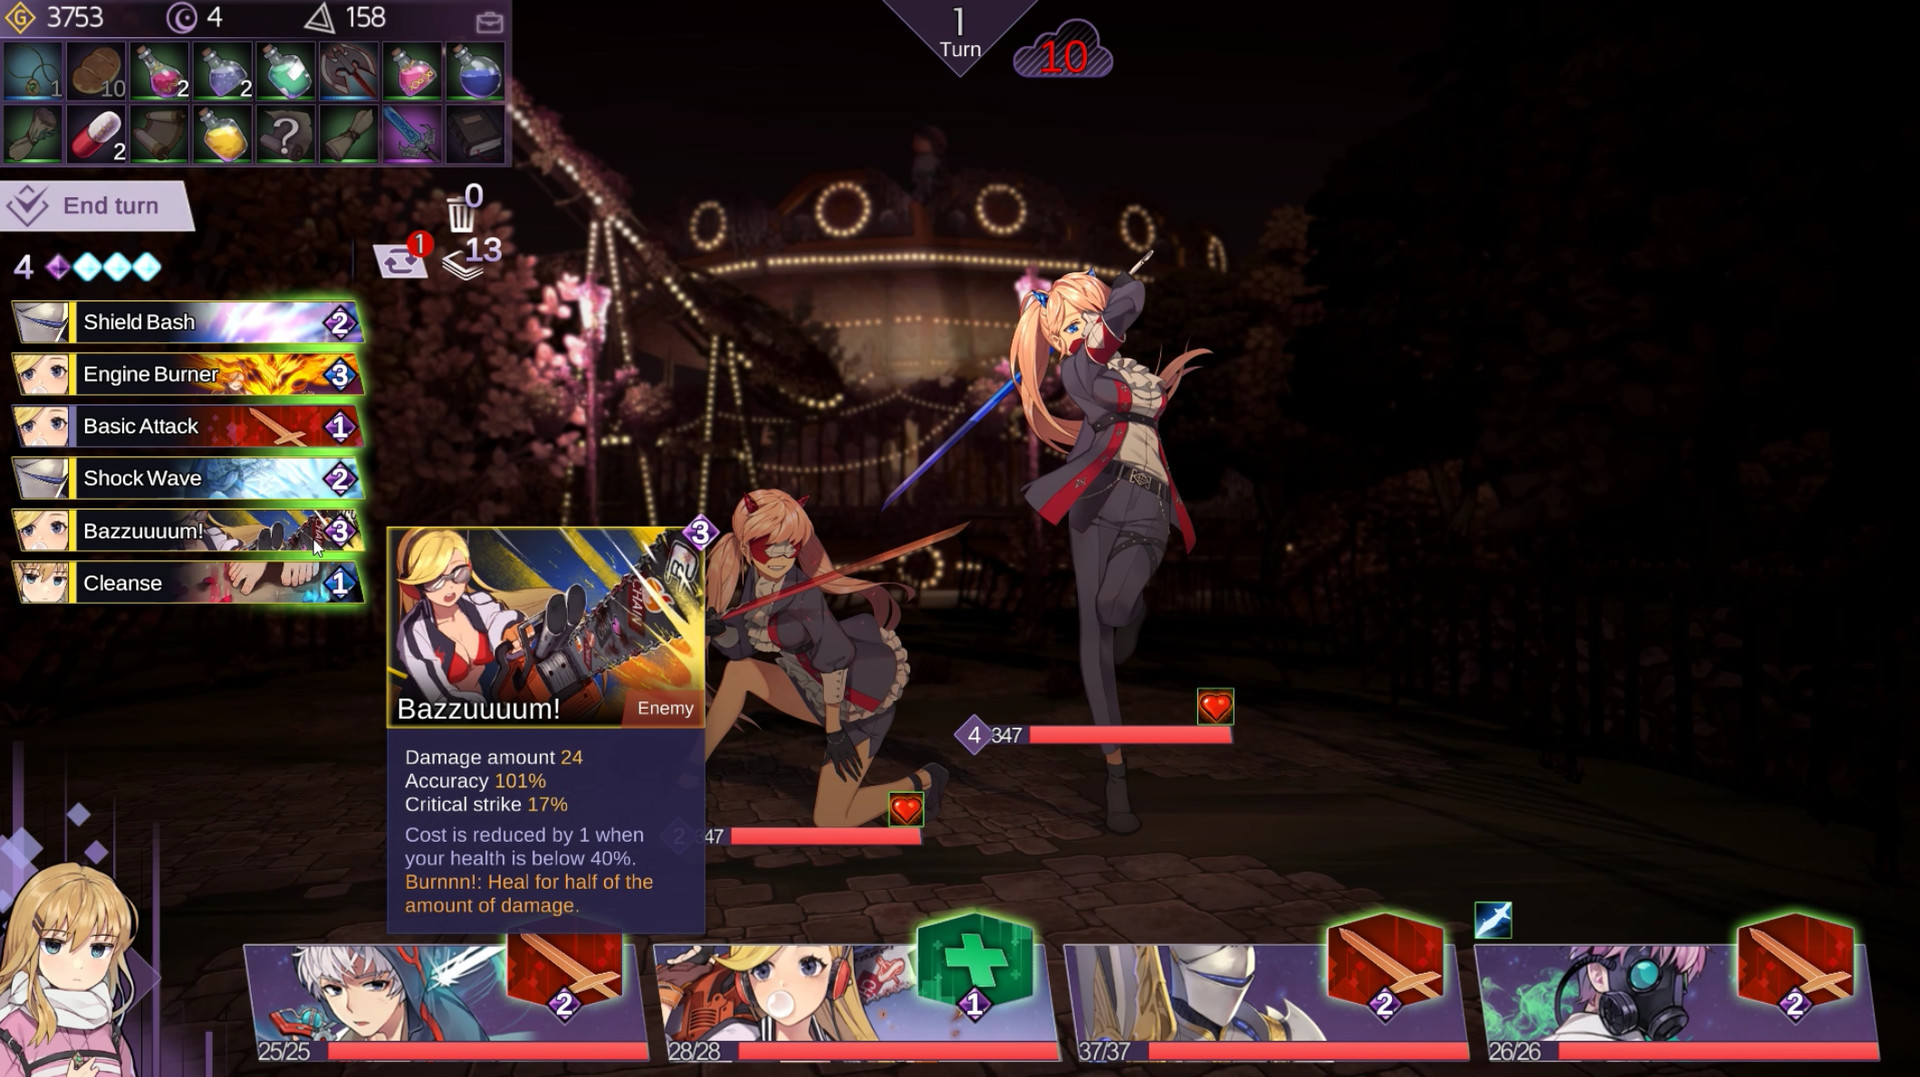 3753
4
158
1
Turn
10
1
10
2
2
2
?
End turn
0
1
13
4
Shield Bash
2
Engine Burner
3
Basic Attack
1
Shock Wave
2
Bazzuuuum!
3
Cleanse
1
3
CHAIN
Bazzuuuum!
Enemy
Damage amount 24
Accuracy 101%
Critical strike 17%
Cost is reduced by 1 when
your health is below 40%.
Burnnn!: Heal for half of the
amount of damage.
4 347
2 47
2
1
2
2
25/25
28/28
37/37
26/26